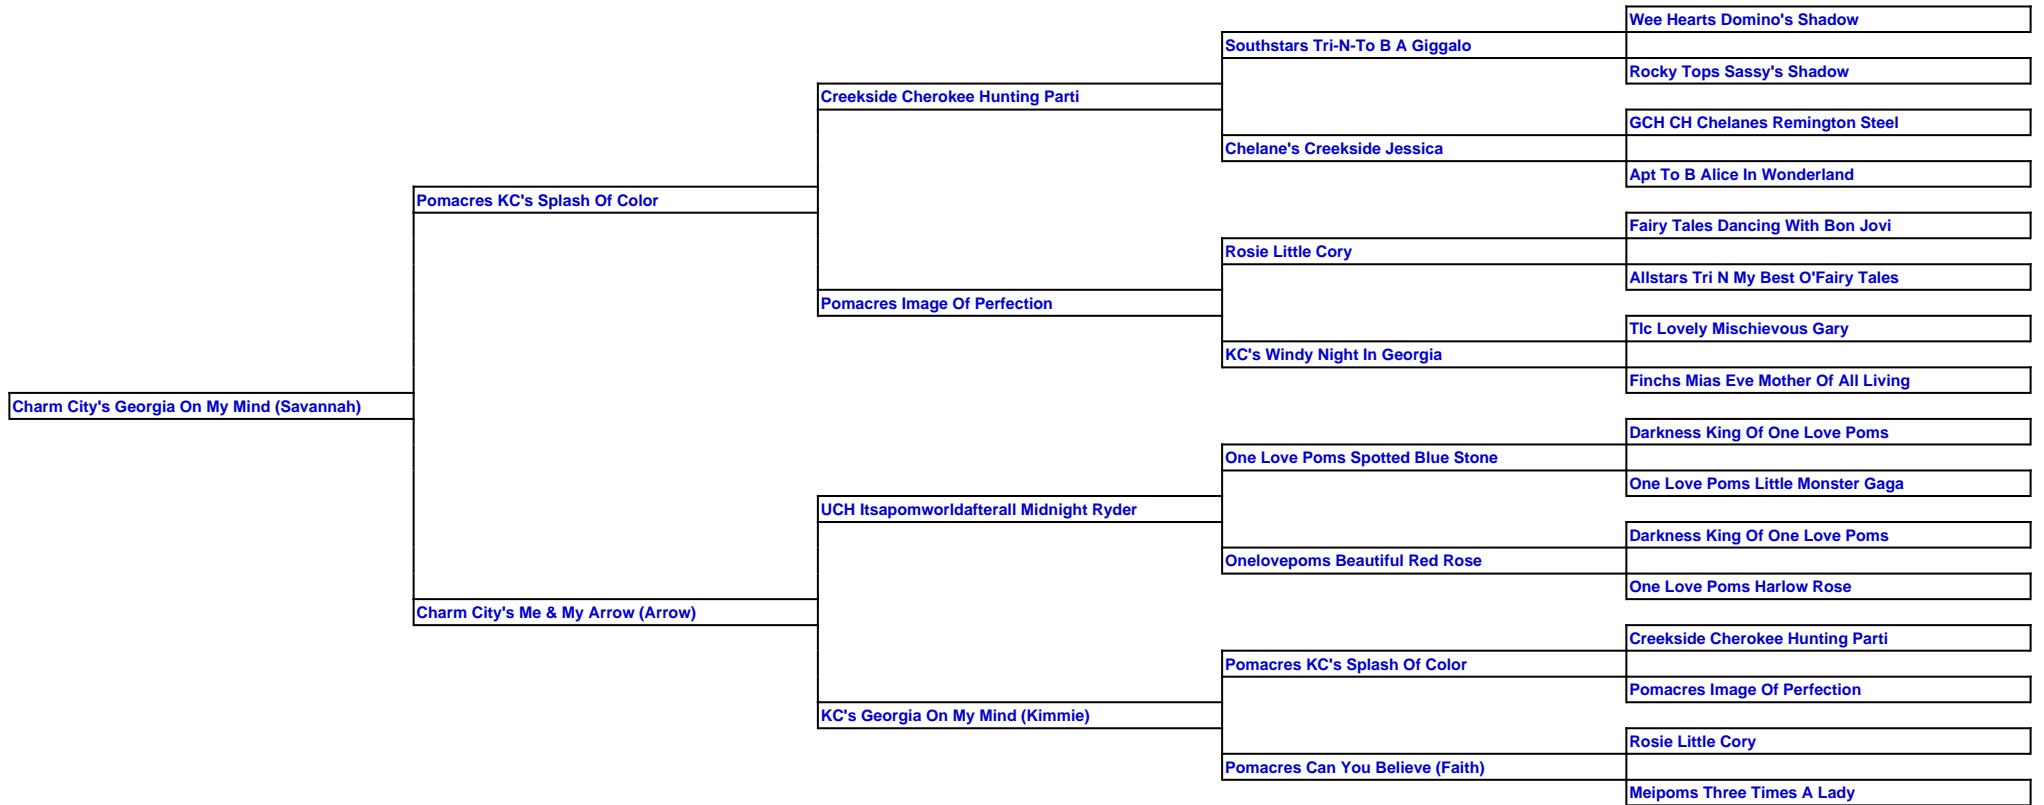 Wee Hearts Domino's Shadow
Southstars Tri-N-To B A Giggalo
Rocky Tops Sassy's Shadow
Creekside Cherokee Hunting Parti
GCH CH Chelanes Remington Steel
Chelane's Creekside Jessica
Apt To B Alice In Wonderland
Pomacres KC's Splash Of Color
Fairy Tales Dancing With Bon Jovi
Rosie Little Cory
Allstars Tri N My Best O'Fairy Tales
Pomacres Image Of Perfection
Tlc Lovely Mischievous Gary
KC's Windy Night In Georgia
Finchs Mias Eve Mother Of All Living
Charm City's Georgia On My Mind (Savannah)
Darkness King Of One Love Poms
One Love Poms Spotted Blue Stone
One Love Poms Little Monster Gaga
UCH Itsapomworldafterall Midnight Ryder
Darkness King Of One Love Poms
Onelovepoms Beautiful Red Rose
One Love Poms Harlow Rose
Charm City's Me & My Arrow (Arrow)
Creekside Cherokee Hunting Parti
Pomacres KC's Splash Of Color
Pomacres Image Of Perfection
KC's Georgia On My Mind (Kimmie)
Rosie Little Cory
Pomacres Can You Believe (Faith)
Meipoms Three Times A Lady